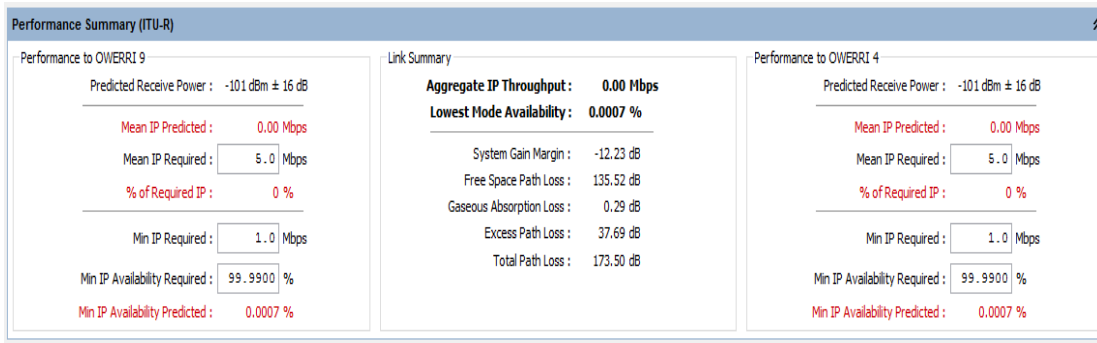 Performance Summary (ITU-R)
Performance to OWERRI 9
Predicted Receive Power : -101 dBm ± 16 dB
Mean IP Predicted : 0.00 Mbps
Mean IP Required : 5.0 Mbps
% of Required IP : 0 %
Min IP Required : 1.0 Mbps
Min IP Availability Required : 99.9900 %
Min IP Availability Predicted : 0.0007 %
Link Summary
Aggregate IP Throughput : 0.00 Mbps
Lowest Mode Availability : 0.0007 %
System Gain Margin : -12.23 dB
Free Space Path Loss : 135.52 dB
Gaseous Absorption Loss : 0.29 dB
Excess Path Loss : 37.69 dB
Total Path Loss : 173.50 dB
Performance to OWERRI 4
Predicted Receive Power : -101 dBm ± 16 dB
Mean IP Predicted : 0.00 Mbps
Mean IP Required : 5.0 Mbps
% of Required IP : 0 %
Min IP Required : 1.0 Mbps
Min IP Availability Required : 99.9900 %
Min IP Availability Predicted : 0.0007 %